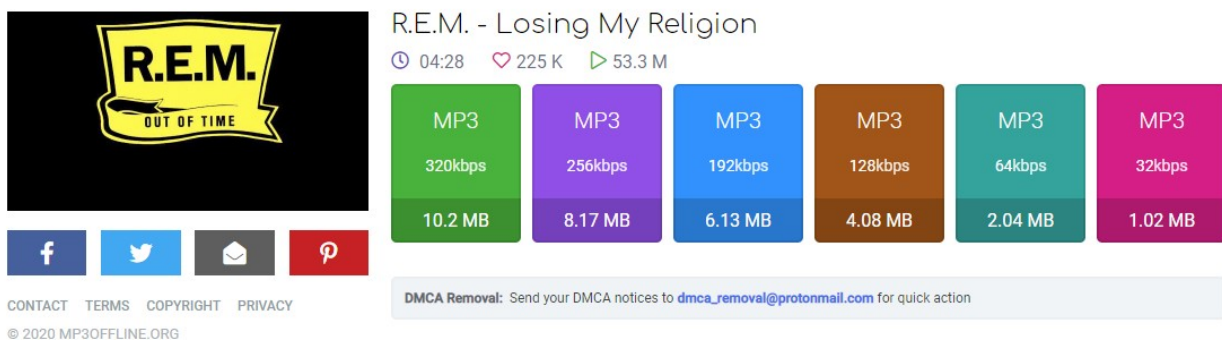 R.E.M.
OUT OF TIME
R.E.M. - Losing My Religion
04:28 225 K 53.3 M
MP3 MP3 MP3 MP3 MP3 MP3
320kbps 256kbps 192kbps 128kbps 64kbps 32kbps
10.2 MB 8.17 MB 6.13 MB 4.08 MB 2.04 MB 1.02 MB
DMCA Removal: Send your DMCA notices to dmca_removal@protonmail.com for quick action
CONTACT TERMS COPYRIGHT PRIVACY
© 2020 MP3OFFLINE.ORG